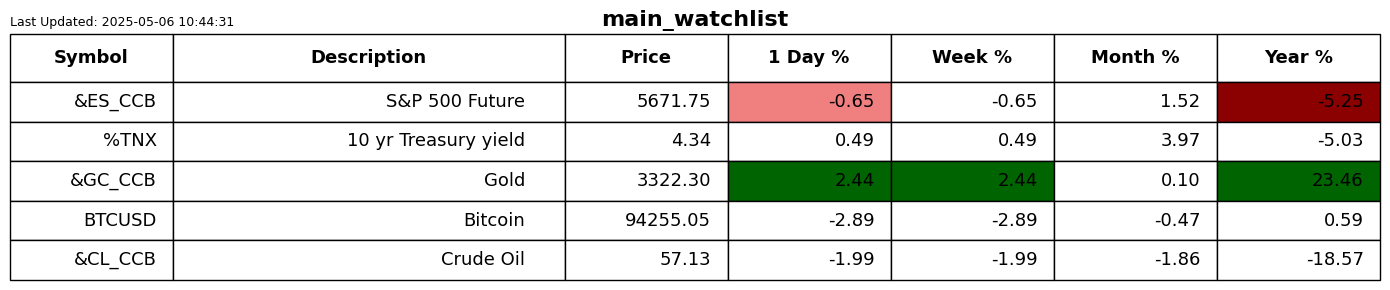 Last Updated: 2025-05-06 10:44:31
main_watchlist
Symbol Description Price 1 Day % Week % Month % Year %
&ES_CCB S&P 500 Future 5671.75 -0.65 -0.65 1.52 -5.25
%TNX 10 yr Treasury yield 4.34 0.49 0.49 3.97 -5.03
&GC_CCB Gold 3322.30 2.44 2.44 0.10 23.46
BTCUSD Bitcoin 94255.05 -2.89 -2.89 -0.47 0.59
&CL_CCB Crude Oil 57.13 -1.99 -1.99 -1.86 -18.57